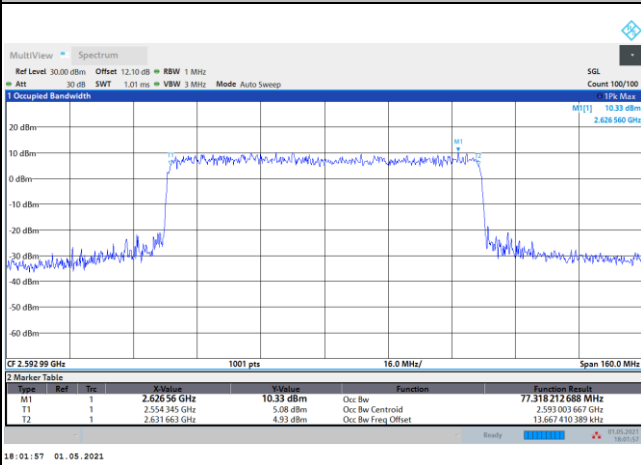 MultiView Spectrum
Ref Level 30.00 dBm Offset 12.10 dB RBW 1 MHz SGL
Att 30 dB SWT 1.01 ms VBW 3 MHz Mode Auto Sweep Count 100/100
1 Occupied Bandwidth 1Pk Max
M1[1] 10.33 dBm
2.626 560 GHz
20 dBm
M1
10 dBm
T1 T2
0 dBm
-10 dBm
-20 dBm
-30 dBm
-40 dBm
-50 dBm
-60 dBm
CF 2.592 99 GHz 1001 pts 16.0 MHz/ Span 160.0 MHz
2 Marker Table
Type Ref Trc X-Value Y-Value Function Function Result
M1 1 2.626 56 GHz 10.33 dBm Occ Bw 77.318 212 688 MHz
T1 1 2.554 345 GHz 5.08 dBm Occ Bw Centroid 2.593 003 667 GHz
T2 1 2.631 663 GHz 4.93 dBm Occ Bw Freq Offset 13.667 410 389 kHz
Ready 01.05.2021
18:01:57
18:01:57 01.05.2021